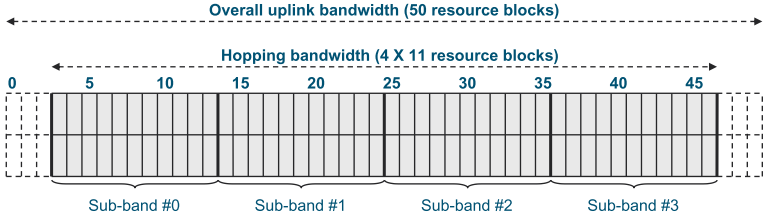 Overall uplink bandwidth (50 resource blocks)
Hopping bandwidth (4 X 11 resource blocks)
0 5 10 15 20 25 30 35 40 45
Sub-band #0 Sub-band #1 Sub-band #2 Sub-band #3